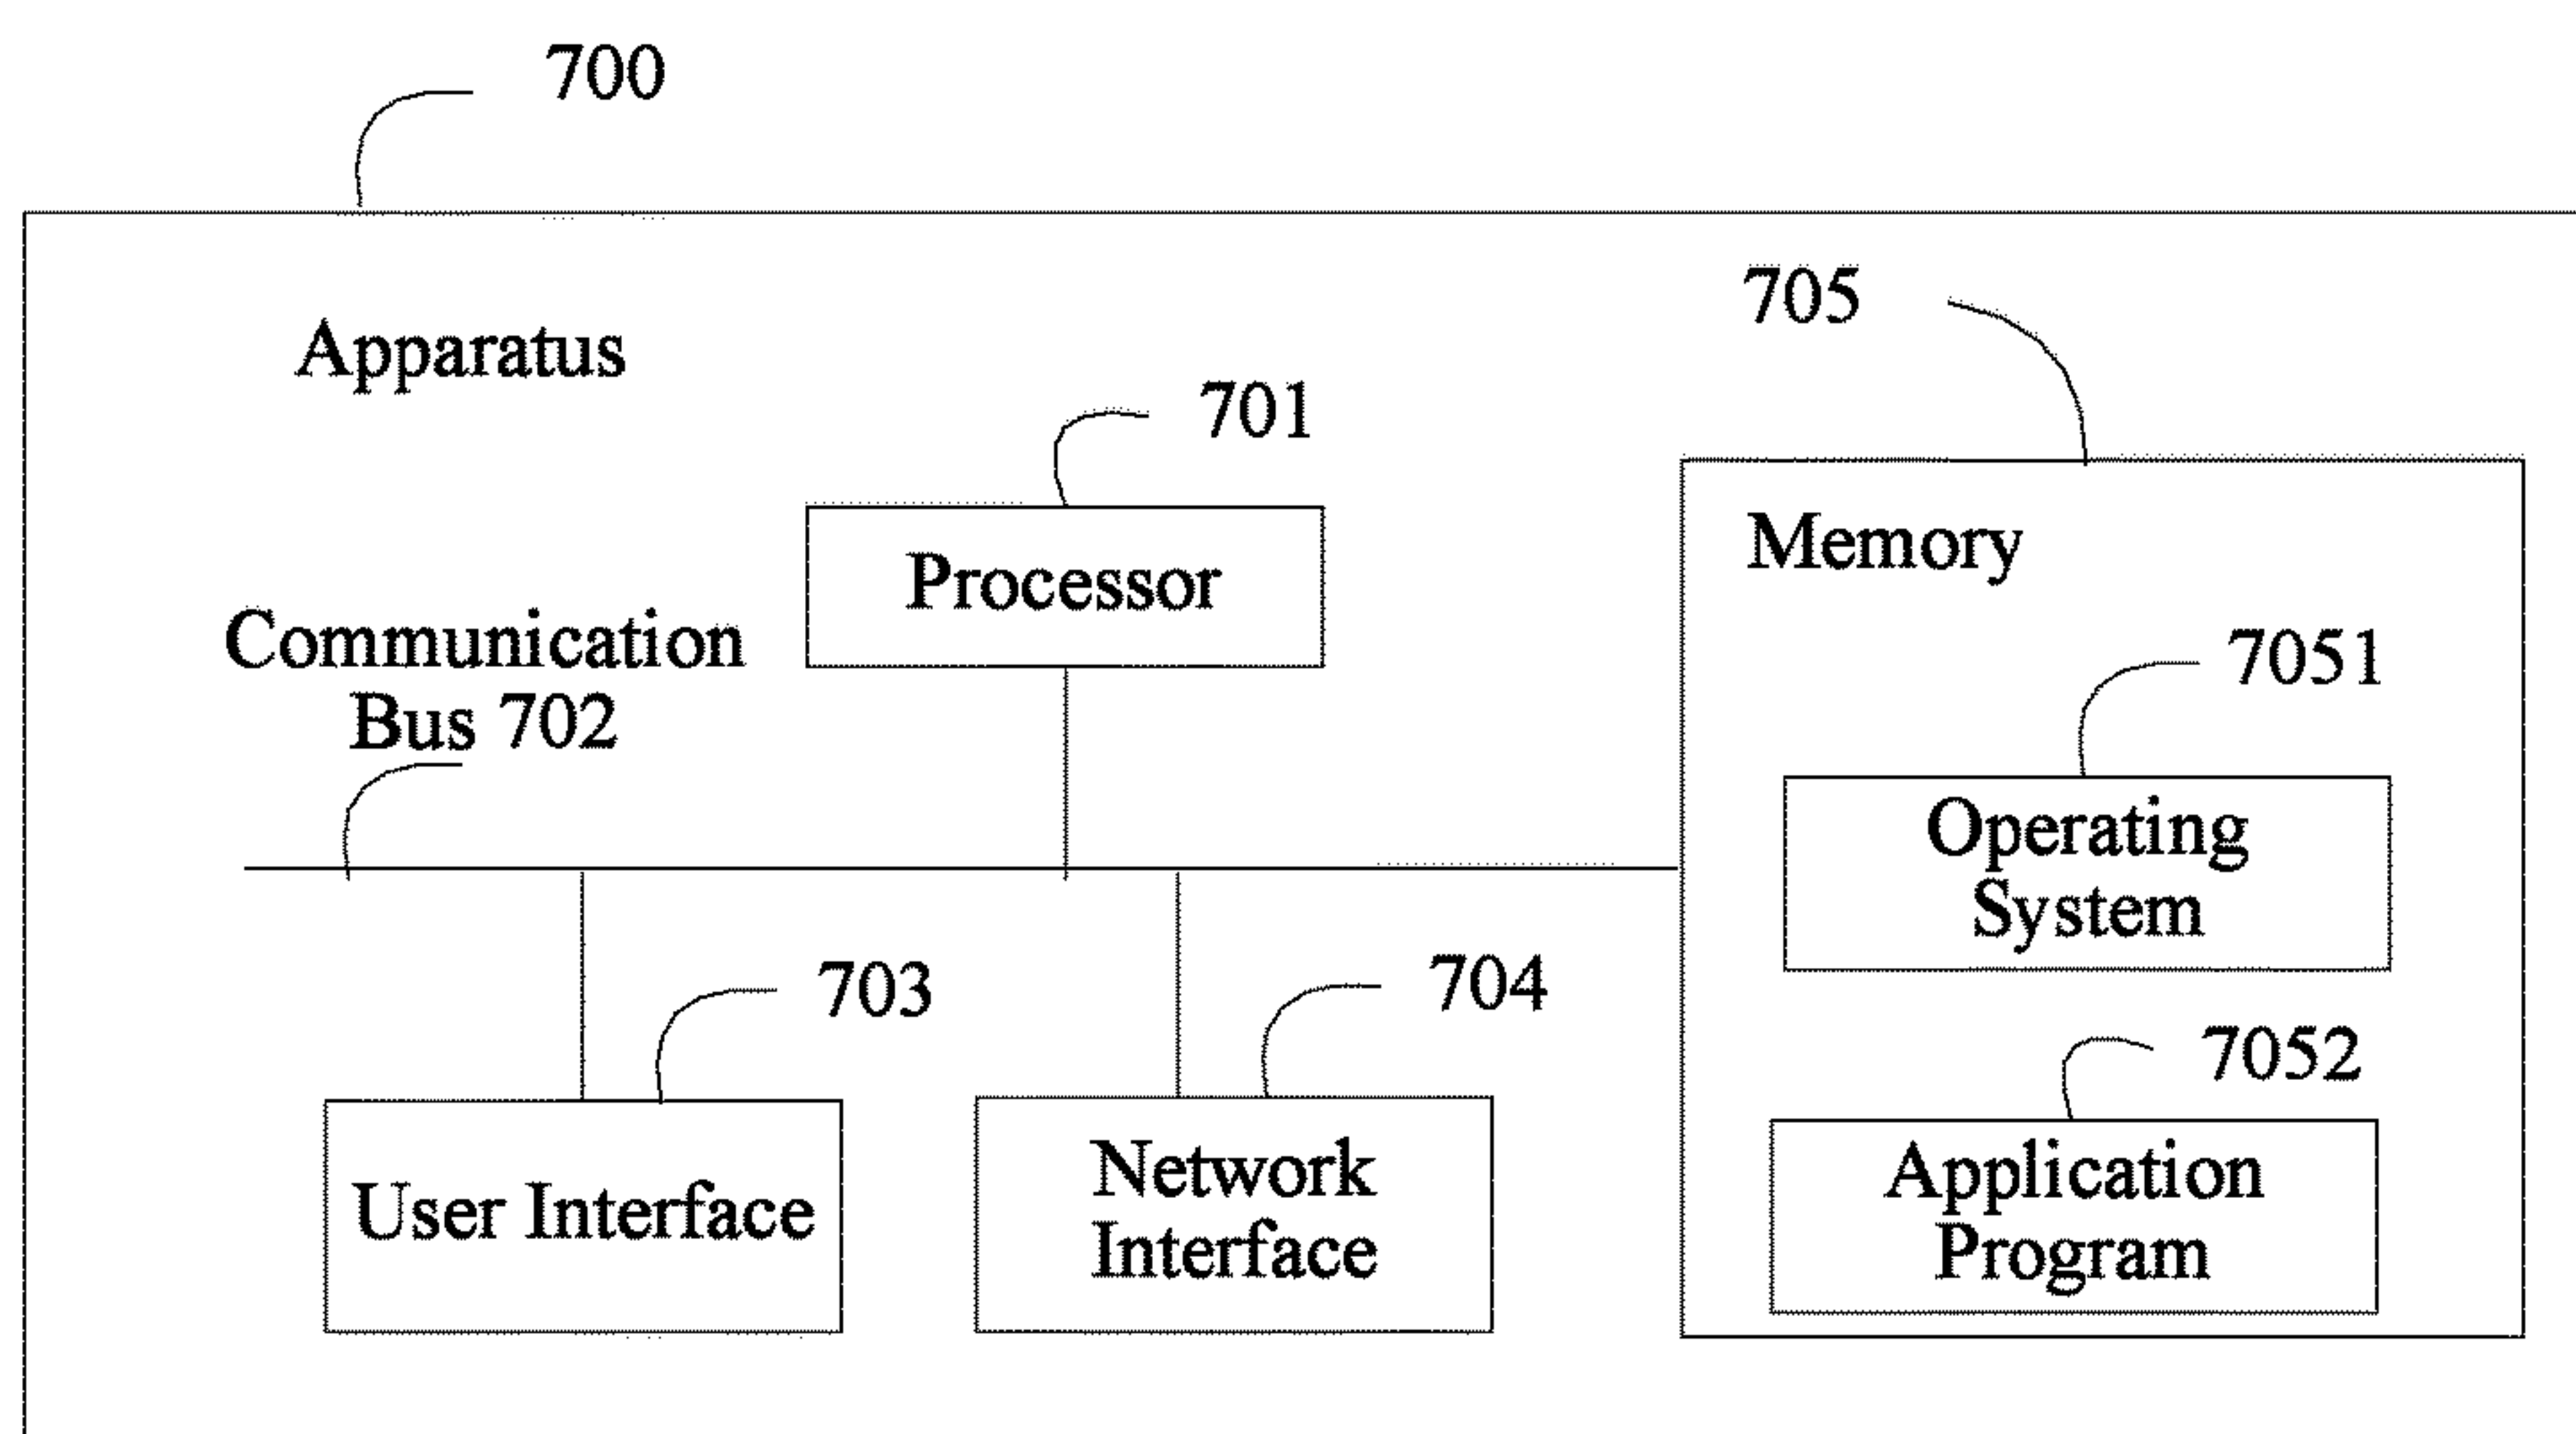 700
Apparatus
705
701
Processor
Memory
Communication
Bus 702
7051
Operating
System
703
704
7052
User Interface
Network
Interface
Application
Program